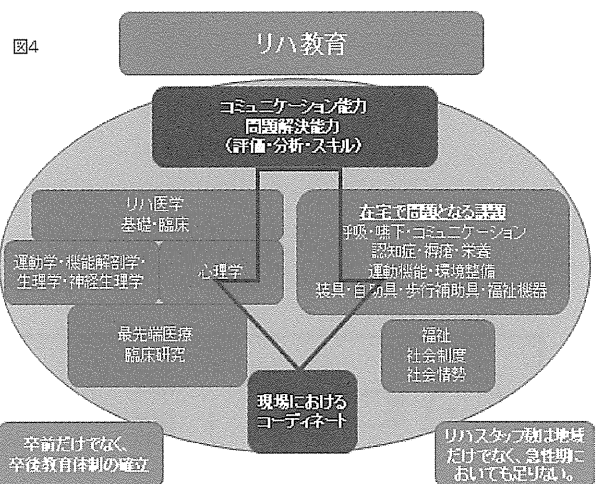 図4
リハ教育
コミュニケーション能力
問題解決能力
(評価・分析・スキル)
リハ医学
基礎・臨床
運動学・機能解剖学・
生理学・神経生理学
心理学
最先端医療
臨床研究
在宅で問題となる課題
呼吸・嚥下・コミュニケーション
認知症・褥瘡・栄養
運動機能・環境整備
装具・自助具・歩行補助具・福祉機器
福祉
社会制度
社会情勢
現場における
コーディネート
卒前だけでなく、
卒後教育体制の確立
リハスタッフ数は地域
だけでなく、急性期に
おいても足りない。